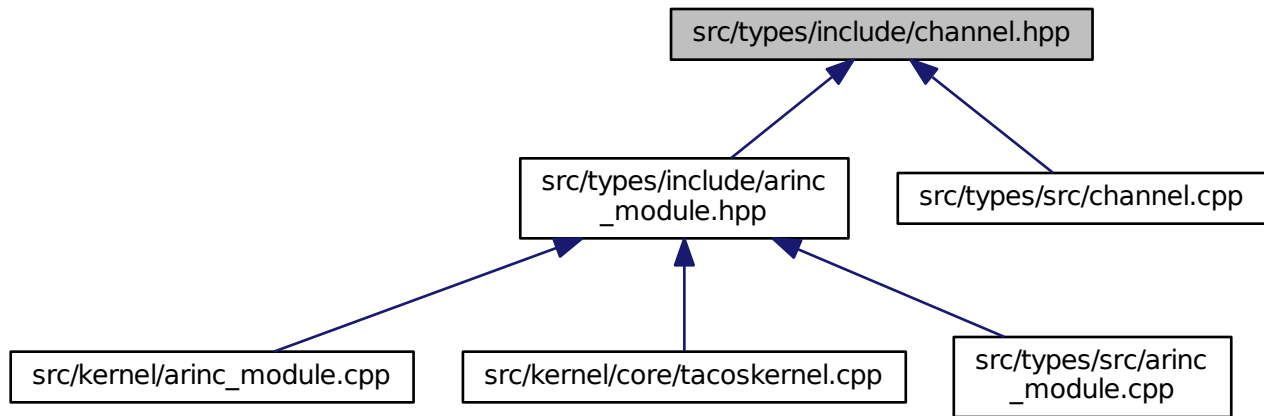 src/types/include/channel.hpp
src/types/include/arinc
_module.hpp
src/types/src/channel.cpp
src/kernel/arinc_module.cpp
src/kernel/core/tacoskernel.cpp
src/types/src/arinc
_module.cpp